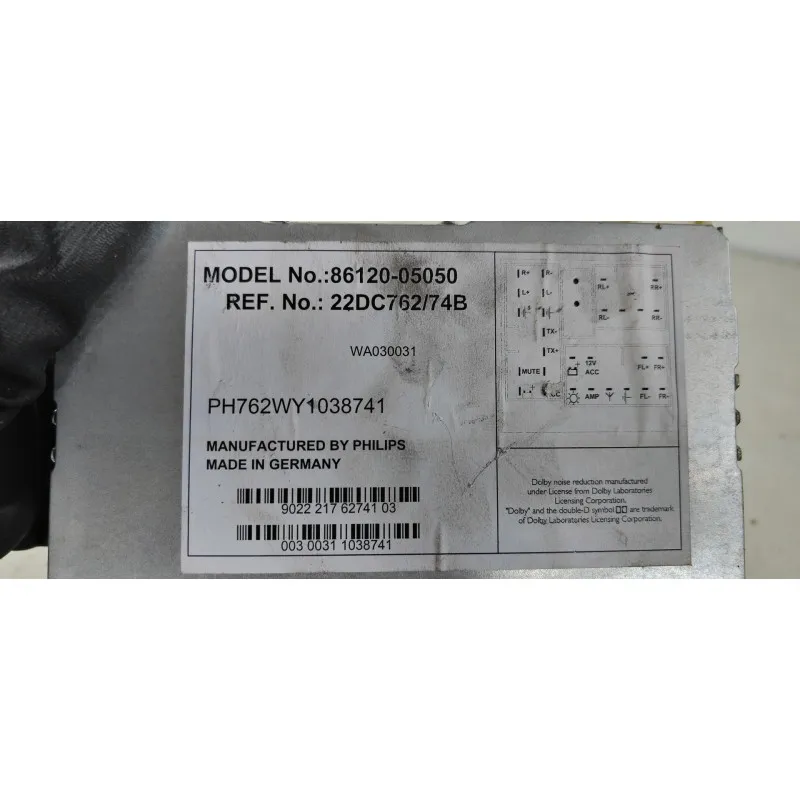 MODEL No.:86120-05050
REF. No.: 22DC762/74B
WA030031
PH762WY1038741
MANUFACTURED BY PHILIPS
MADE IN GERMANY
9022 217 62741 03
003 0031 1038741
R+ R-
L+ L-
TX-
TX+
MUTE
RL+ RR+
RL- RR-
12V
ACC
FL+ FR+
AMP FL- FR-
Dolby noise reduction manufactured
under License from Dolby Laboratories
Licensing Corporation.
"Dolby" and the double-D symbol are trademark
of Dolby Laboratories Licensing Corporation.